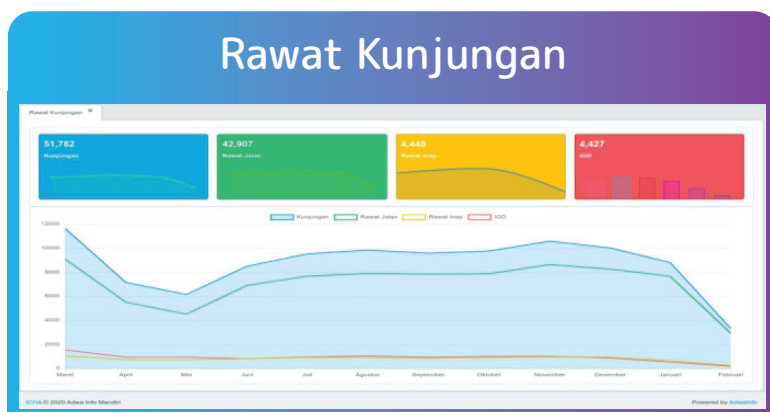 Rawat Kunjungan
Rawat Kunjungan ×
51,782
Kunjungan
42,907
Rawat Jalan
4,448
Rawat Inap
4,427
IGD
Kunjungan Rawat Jalan Rawat Inap IGD
12000
10000
8000
6000
4000
2000
0
Maret April Mei Juni Juli Agustus September Oktober November Desember Januari Februari
ICHA © 2020 Adwa Info Mandiri Powered by AdwaInfo